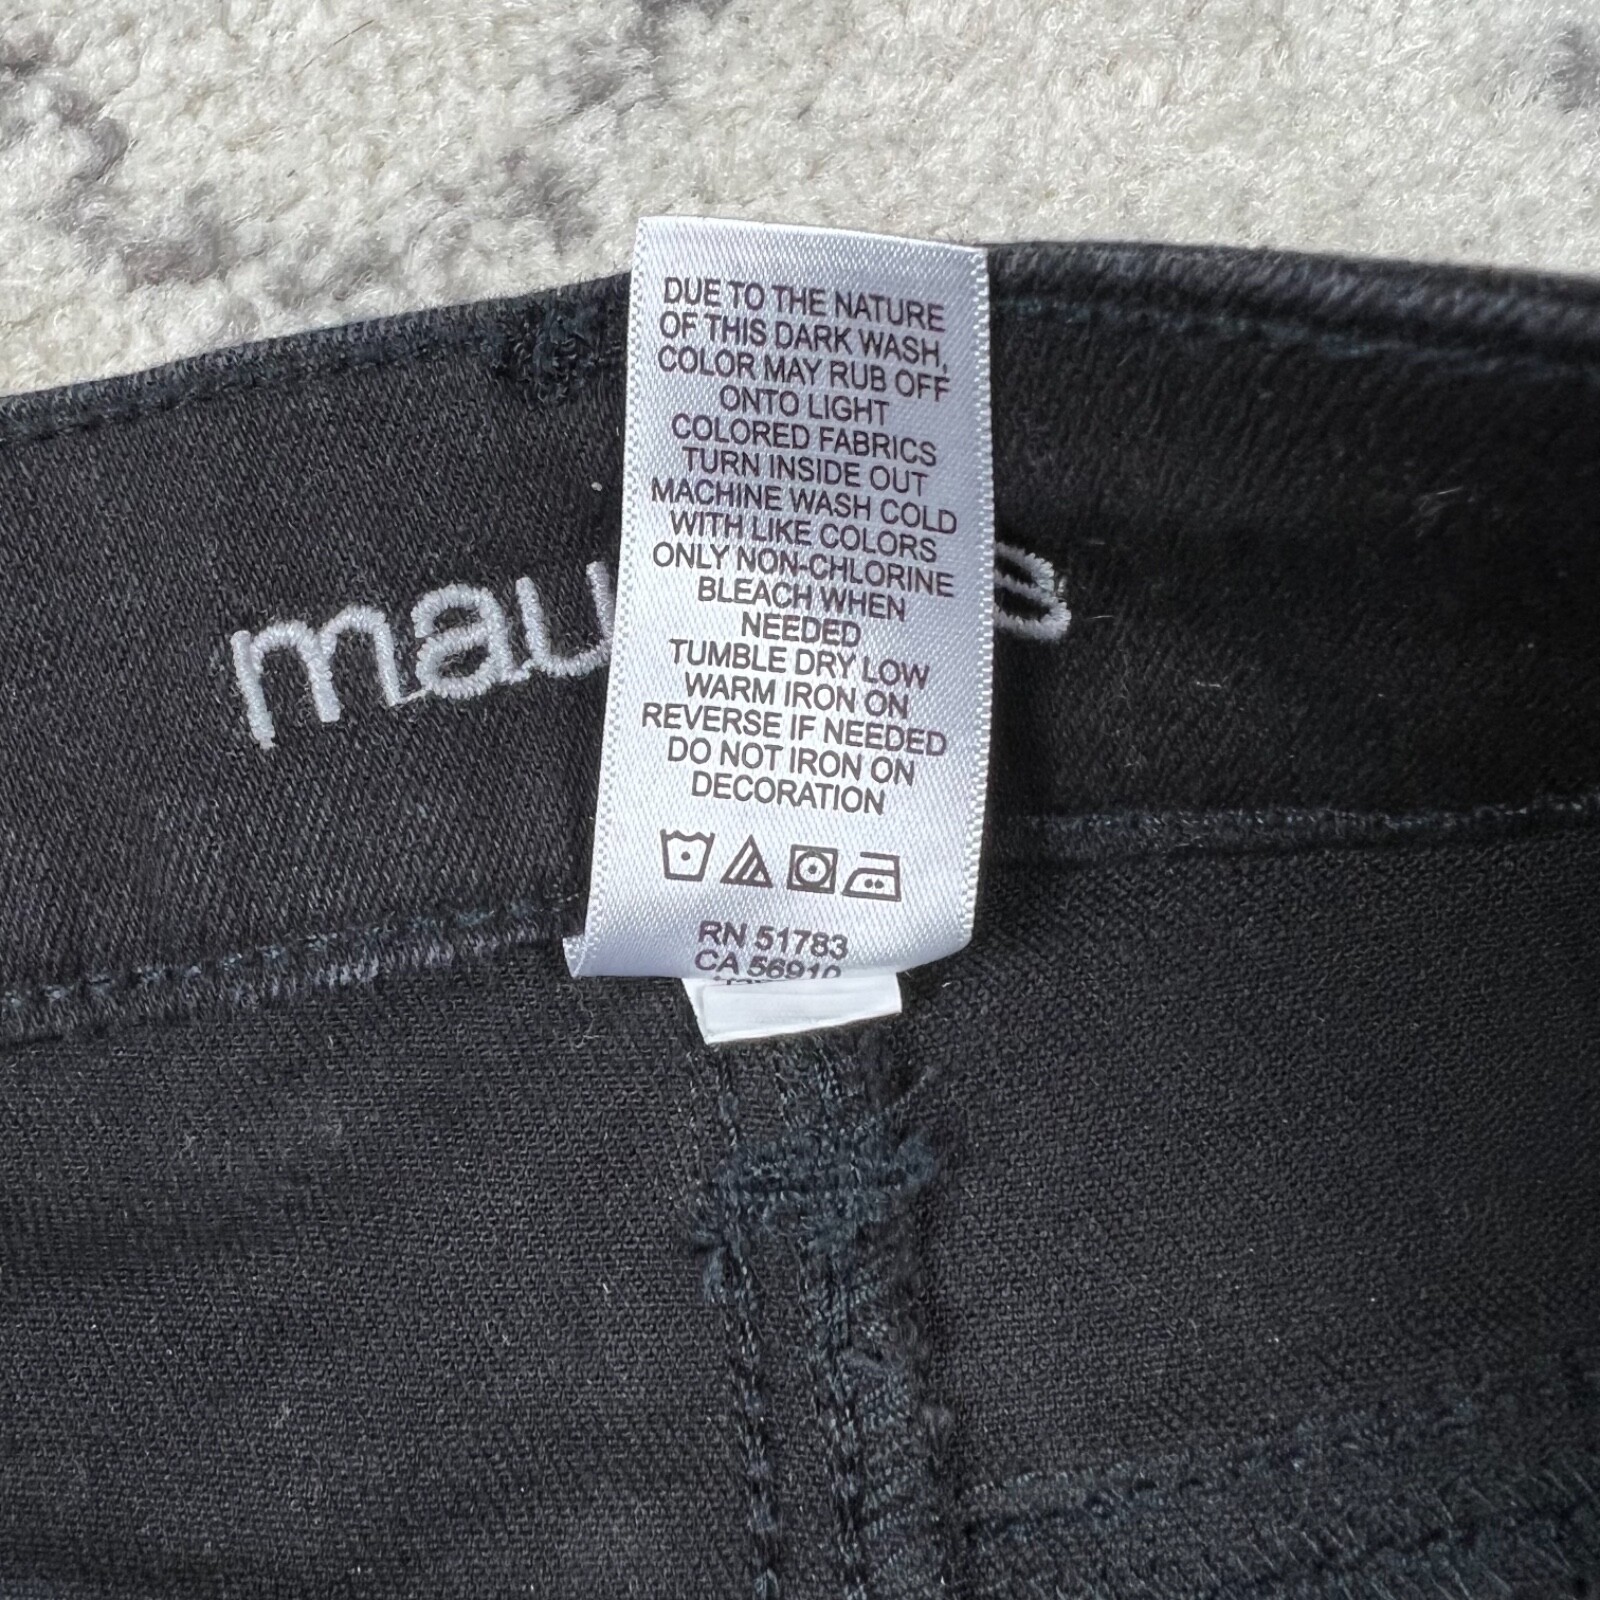 DUE TO THE NATURE
OF THIS DARK WASH,
COLOR MAY RUB OFF
ONTO LIGHT
COLORED FABRICS
TURN INSIDE OUT
MACHINE WASH COLD
WITH LIKE COLORS
ONLY NON-CHLORINE
BLEACH WHEN
NEEDED
TUMBLE DRY LOW
WARM IRON ON
REVERSE IF NEEDED
DO NOT IRON ON
DECORATION
RN 51783
CA 56910